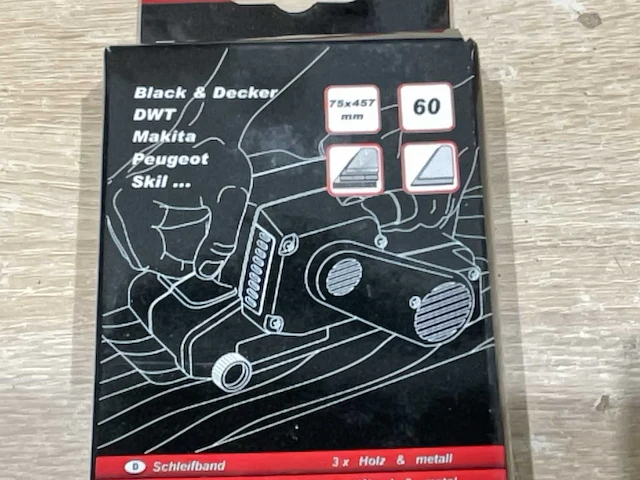 Black & Decker
DWT
Makita
Peugeot
Skil ...
75x457
mm
60
D Schleifband 3 x Holz & metall